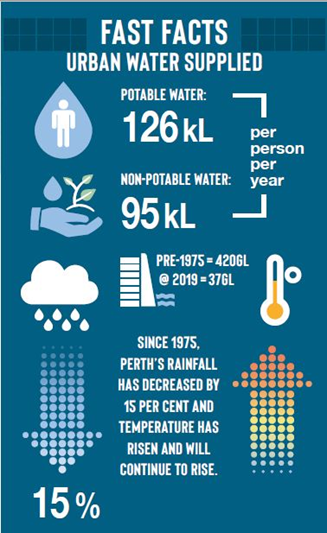 FAST FACTS
URBAN WATER SUPPLIED
POTABLE WATER:
126 kL
NON-POTABLE WATER:
95 kL
per
person
per
year
PRE-1975 = 420GL
@ 2019 = 37GL
SINCE 1975,
PERTH'S RAINFALL
HAS DECREASED BY
15 PER CENT AND
TEMPERATURE HAS
RISEN AND WILL
CONTINUE TO RISE.
15%